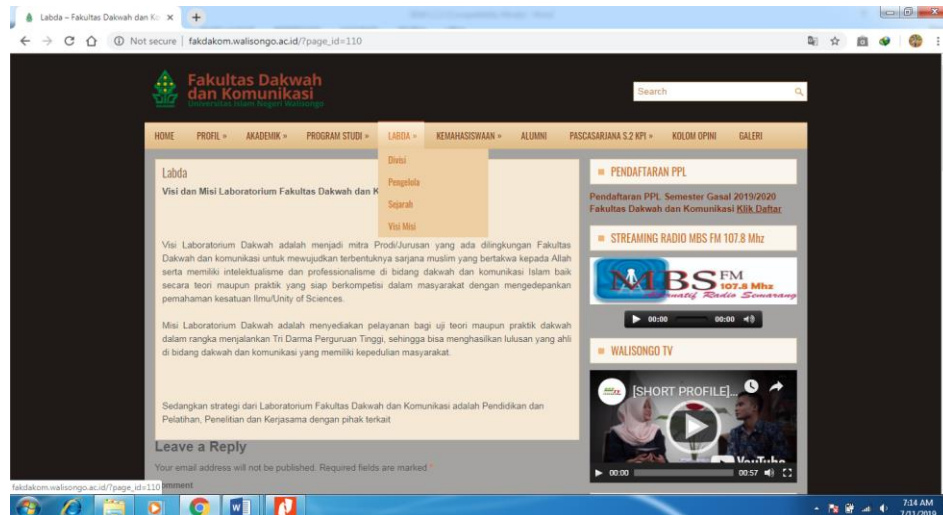 Labda – Fakultas Dakwah dan Ko
Not secure | fakdakom.walisongo.ac.id/?page_id=110
Fakultas Dakwah
dan Komunikasi
Universitas Islam Negeri Walisongo
Search
HOME PROFIL » AKADEMIK » PROGRAM STUDI » LABDA » KEMAHASISWAAN » ALUMNI PASCASARJANA S.2 KPI » KOLOM OPINI GALERI
Divisi
Pengelola
Sejarah
Visi Misi
Labda
Visi dan Misi Laboratorium Fakultas Dakwah dan K
Visi Laboratorium Dakwah adalah menjadi mitra Prodi/Jurusan yang ada dilingkungan Fakultas
Dakwah dan komunikasi untuk mewujudkan terbentuknya sarjana muslim yang bertakwa kepada Allah
serta memiliki intelektualisme dan professionalisme di bidang dakwah dan komunikasi Islam baik
secara teori maupun praktik yang siap berkompetisi dalam masyarakat dengan mengedepankan
pemahaman kesatuan Ilmu/Unity of Sciences.
Misi Laboratorium Dakwah adalah menyediakan pelayanan bagi uji teori maupun praktik dakwah
dalam rangka menjalankan Tri Darma Perguruan Tinggi, sehingga bisa menghasilkan lulusan yang ahli
di bidang dakwah dan komunikasi yang memiliki kepedulian masyarakat.
Sedangkan strategi dari Laboratorium Fakultas Dakwah dan Komunikasi adalah Pendidikan dan
Pelatihan, Penelitian dan Kerjasama dengan pihak terkait
Leave a Reply
Your email address will not be published. Required fields are marked *
omment
PENDAFTARAN PPL
Pendaftaran PPL Semester Gasal 2019/2020
Fakultas Dakwah dan Komunikasi Klik Daftar
STREAMING RADIO MBS FM 107.8 Mhz
MBS FM
107.8 Mhz
Radio Semarang
00:00 00:00
WALISONGO TV
[SHORT PROFILE]...
YouTube
00:00 00:57
fakdakom.walisongo.ac.id/?page_id=110
7:14 AM
7/11/2019